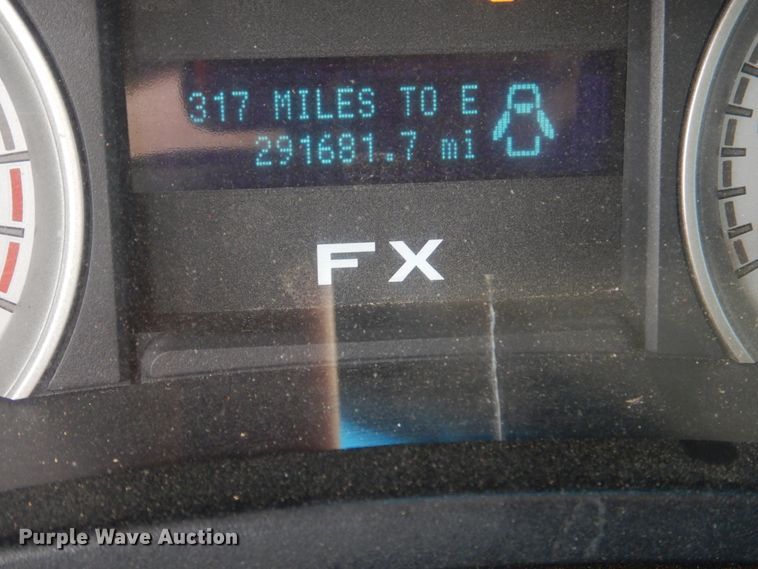 317 MILES TO E
291681.7 mi
FX
Purple Wave Auction